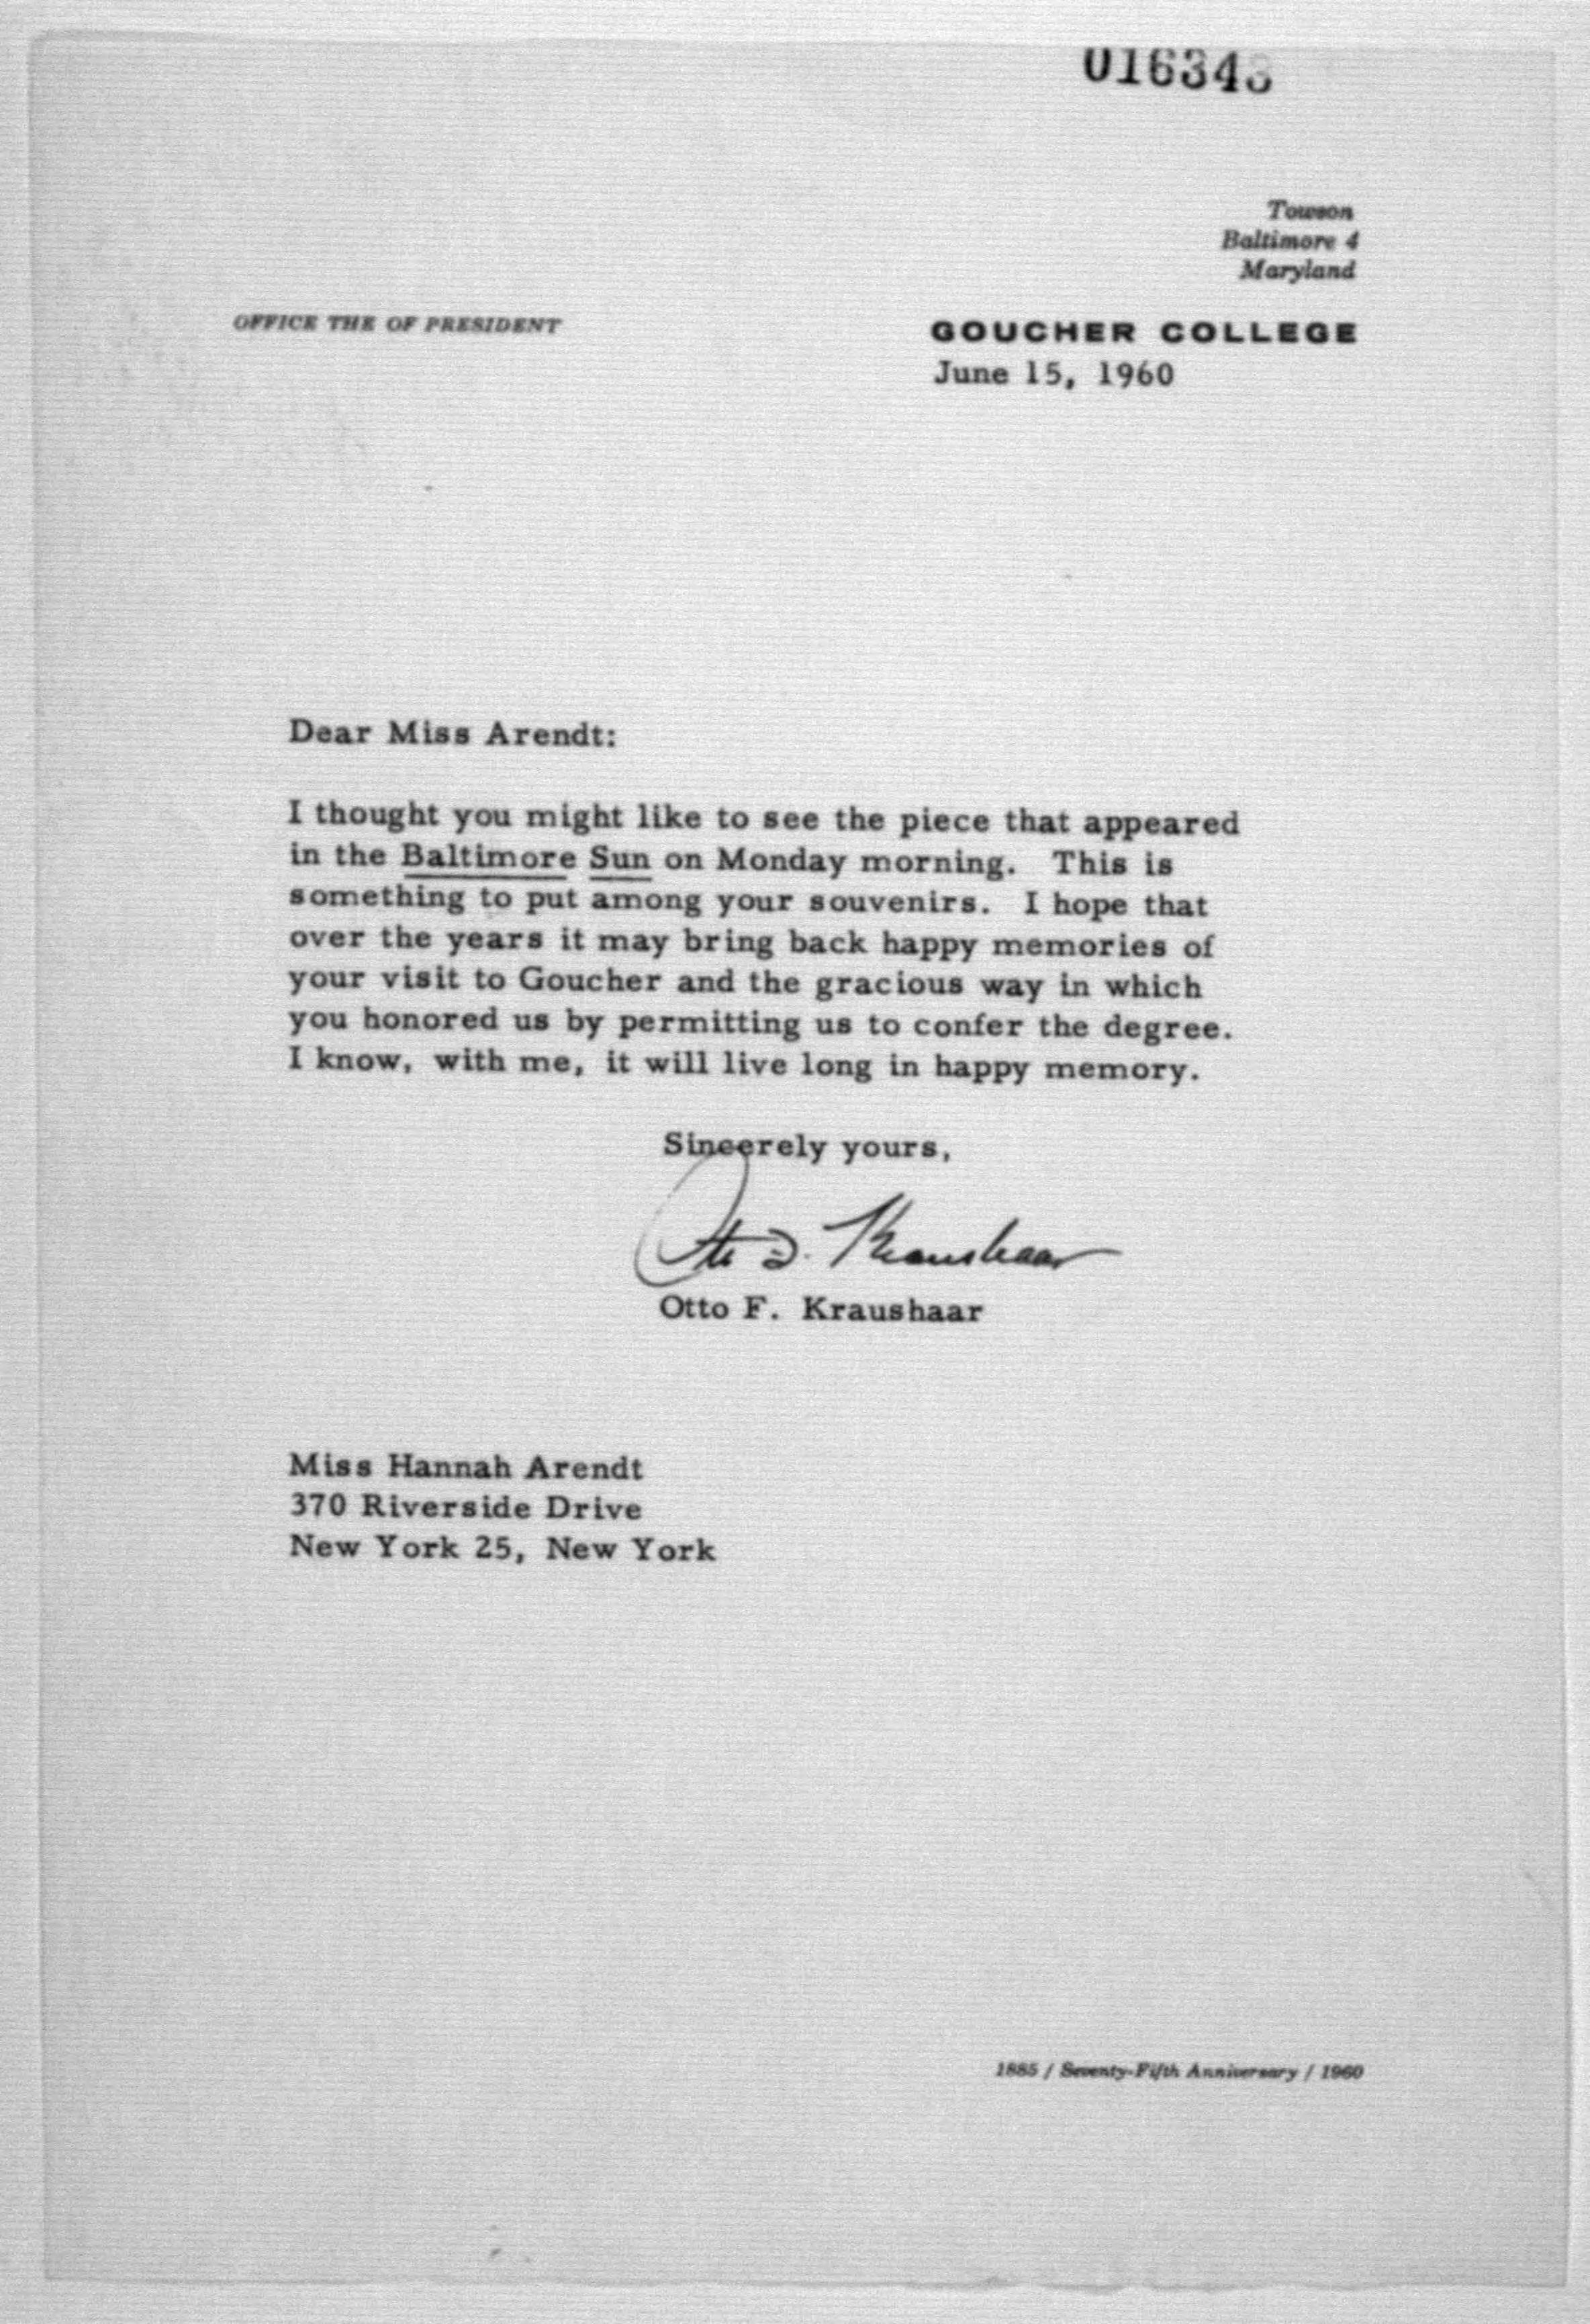 016343
Towson
Baltimore 4
Maryland
OFFICE THE OF PRESIDENT
GOUCHER COLLEGE
June 15, 1960
Dear Miss Arendt:
I thought you might like to see the piece that appeared
in the Baltimore Sun on Monday morning. This is
something to put among your souvenirs. I hope that
over the years it may bring back happy memories of
your visit to Goucher and the gracious way in which
you honored us by permitting us to confer the degree.
I know, with me, it will live long in happy memory.
Sincerely yours,
Otto F. Kraushaar
Otto F. Kraushaar
Miss Hannah Arendt
370 Riverside Drive
New York 25, New York
1885 / Seventy-Fifth Anniversary / 1960